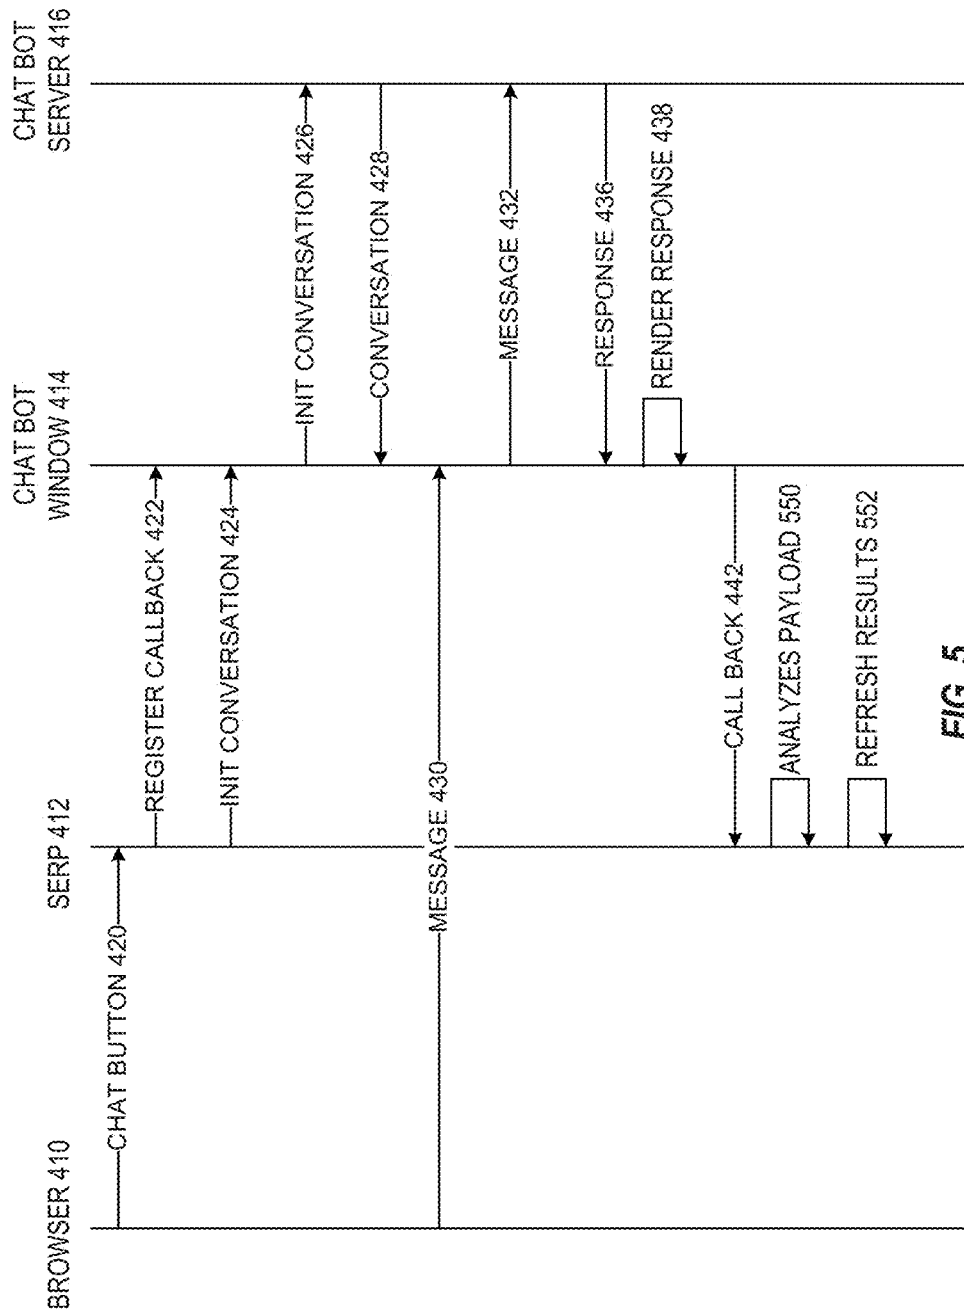 BROWSER 410
SERP 412
CHAT BOT
WINDOW 414
CHAT BOT
SERVER 416
CHAT BUTTON 420
REGISTER CALLBACK 422
INIT CONVERSATION 424
INIT CONVERSATION 426
CONVERSATION 428
MESSAGE 430
MESSAGE 432
RESPONSE 436
RENDER RESPONSE 438
CALL BACK 442
ANALYZES PAYLOAD 550
REFRESH RESULTS 552
FIG. 5